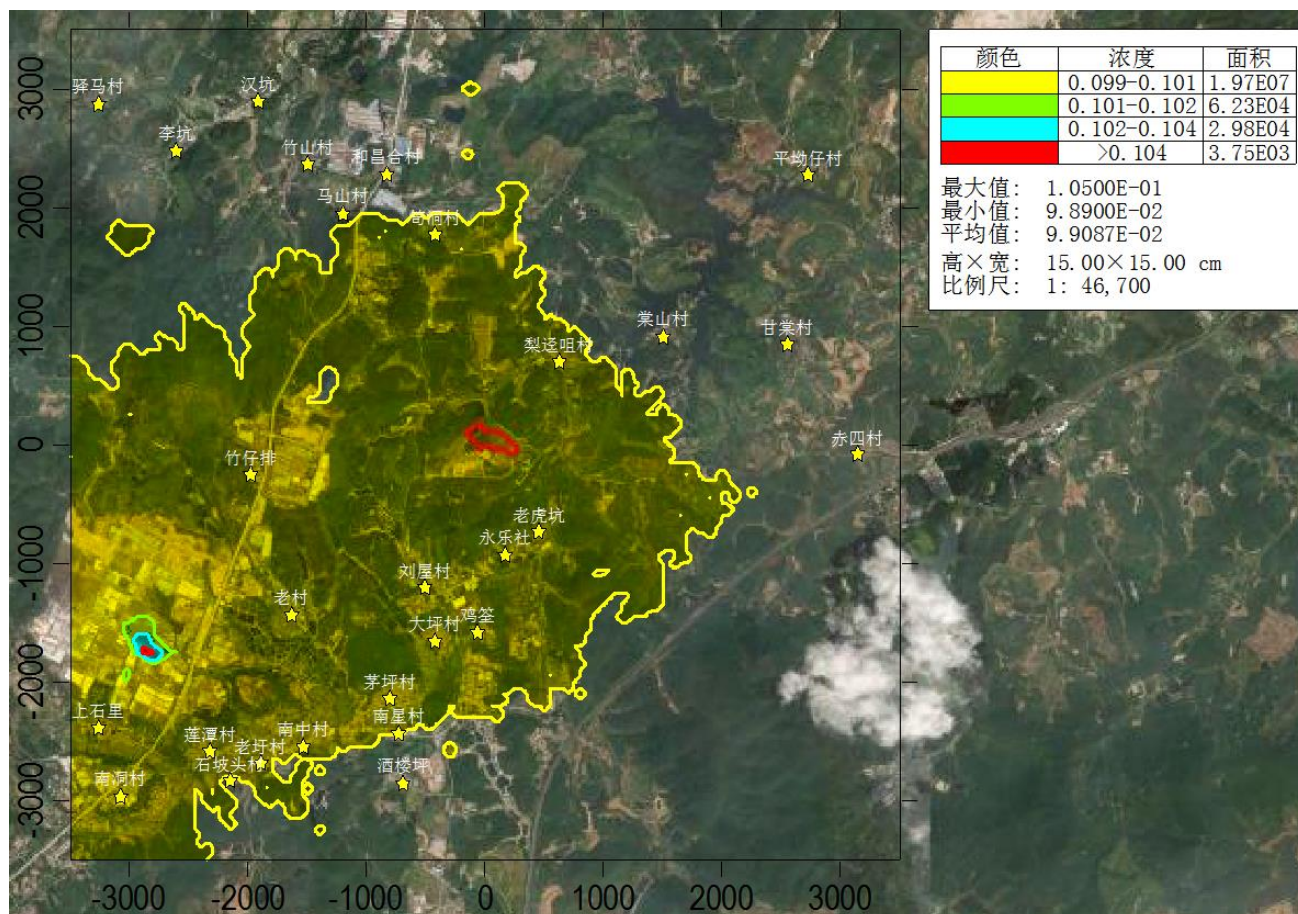 颜色 浓度 面积
0.099-0.101 1.97E07
0.101-0.102 6.23E04
0.102-0.104 2.98E04
>0.104 3.75E03
最大值: 1.0500E-01
最小值: 9.8900E-02
平均值: 9.9087E-02
高×宽: 15.00×15.00 cm
比例尺: 1: 46,700
3000
2000
1000
0
-1000
-2000
-3000
驿马村
汉坑
李坑
竹山村
和昌合村
平坳仔村
马山村
棠山村
甘棠村
梨迳咀村
赤四村
竹仔排
老虎坑
永乐社
刘屋村
老村
鸡筌
大坪村
茅坪村
上石里
南星村
莲潭村
南中村
老圩村
石坡头村
酒楼坪
南洞村
-3000 -2000 -1000 0 1000 2000 3000